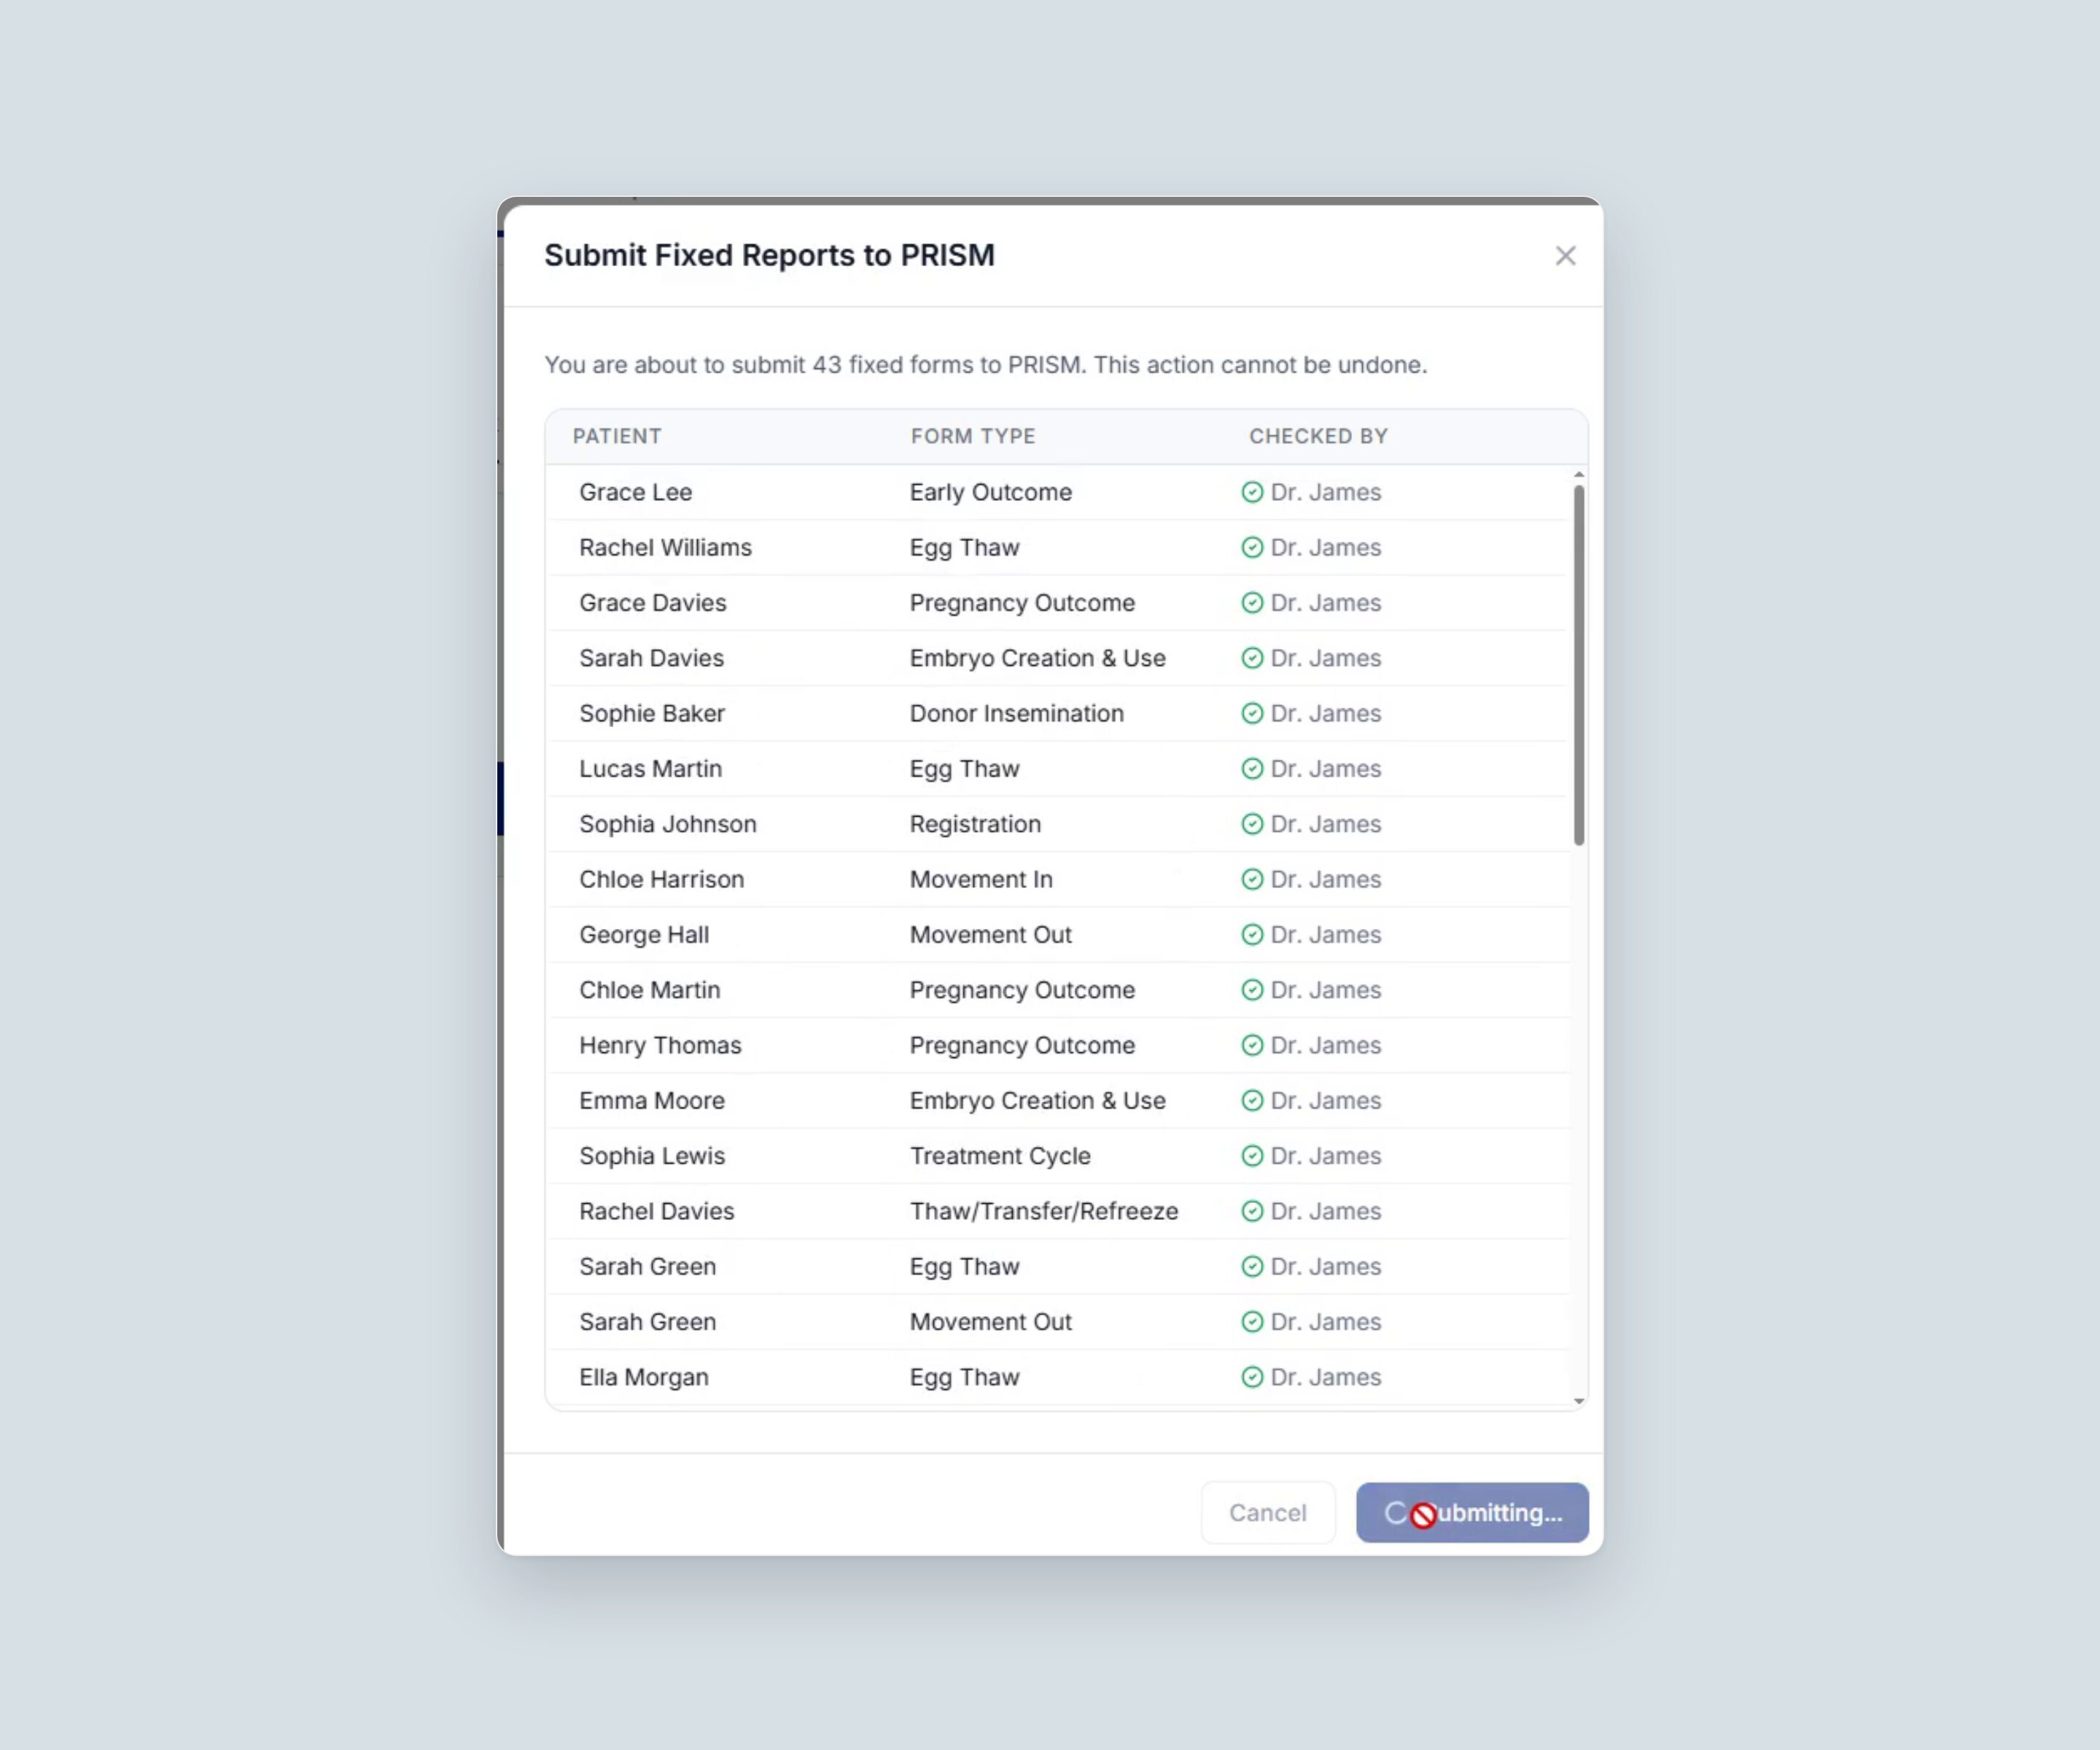 Submit Fixed Reports to PRISM
You are about to submit 43 fixed forms to PRISM. This action cannot be undone.
PATIENT FORM TYPE CHECKED BY
Grace Lee Early Outcome Dr. James
Rachel Williams Egg Thaw Dr. James
Grace Davies Pregnancy Outcome Dr. James
Sarah Davies Embryo Creation & Use Dr. James
Sophie Baker Donor Insemination Dr. James
Lucas Martin Egg Thaw Dr. James
Sophia Johnson Registration Dr. James
Chloe Harrison Movement In Dr. James
George Hall Movement Out Dr. James
Chloe Martin Pregnancy Outcome Dr. James
Henry Thomas Pregnancy Outcome Dr. James
Emma Moore Embryo Creation & Use Dr. James
Sophia Lewis Treatment Cycle Dr. James
Rachel Davies Thaw/Transfer/Refreeze Dr. James
Sarah Green Egg Thaw Dr. James
Sarah Green Movement Out Dr. James
Ella Morgan Egg Thaw Dr. James
Cancel ubmitting...